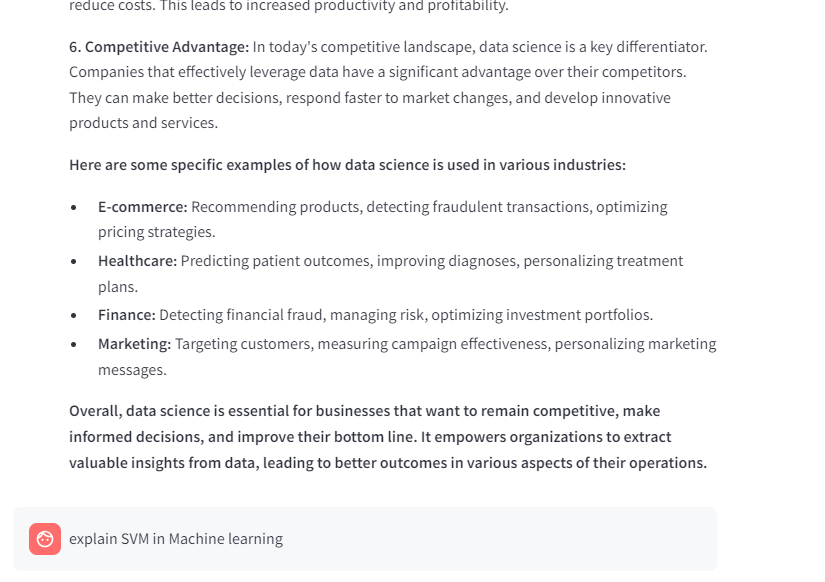 reduce costs. This leads to increased productivity and profitability.
6. Competitive Advantage: In today's competitive landscape, data science is a key differentiator.
Companies that effectively leverage data have a significant advantage over their competitors.
They can make better decisions, respond faster to market changes, and develop innovative
products and services.
Here are some specific examples of how data science is used in various industries:
• E-commerce: Recommending products, detecting fraudulent transactions, optimizing
pricing strategies.
• Healthcare: Predicting patient outcomes, improving diagnoses, personalizing treatment
plans.
• Finance: Detecting financial fraud, managing risk, optimizing investment portfolios.
• Marketing: Targeting customers, measuring campaign effectiveness, personalizing marketing
messages.
Overall, data science is essential for businesses that want to remain competitive, make
informed decisions, and improve their bottom line. It empowers organizations to extract
valuable insights from data, leading to better outcomes in various aspects of their operations.
explain SVM in Machine learning